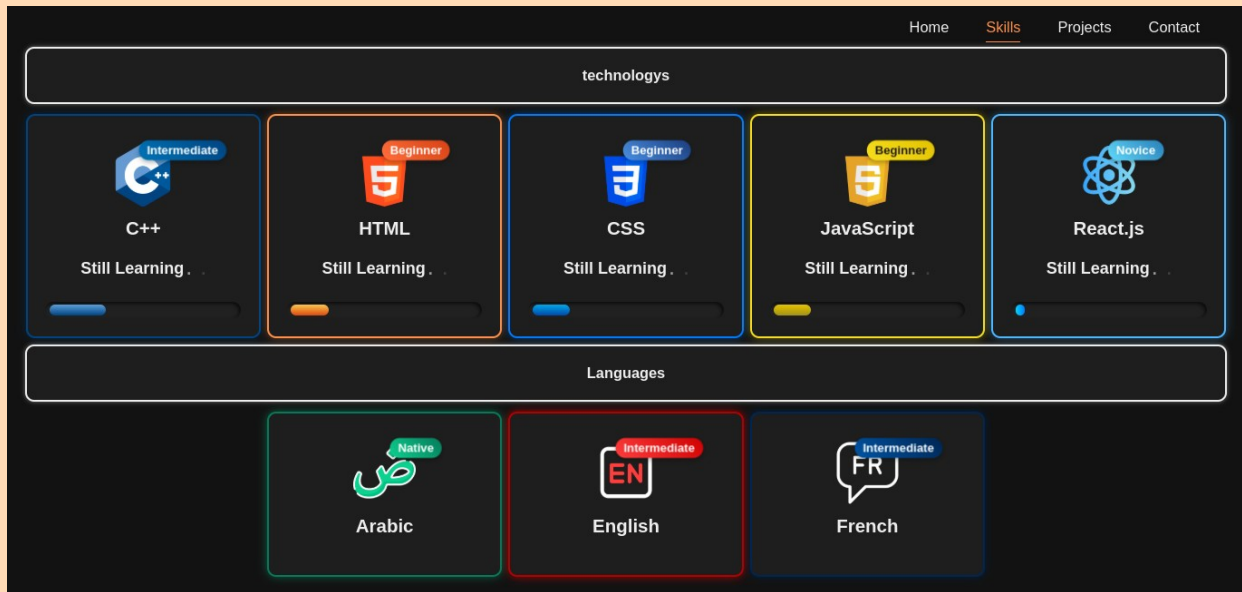 Home Skills Projects Contact
technologys
Intermediate Beginner Beginner Beginner Novice
C++ HTML CSS JavaScript React.js
Still Learning. . Still Learning. . Still Learning. . Still Learning. . Still Learning. .
Languages
Native Intermediate Intermediate
ض EN FR
Arabic English French